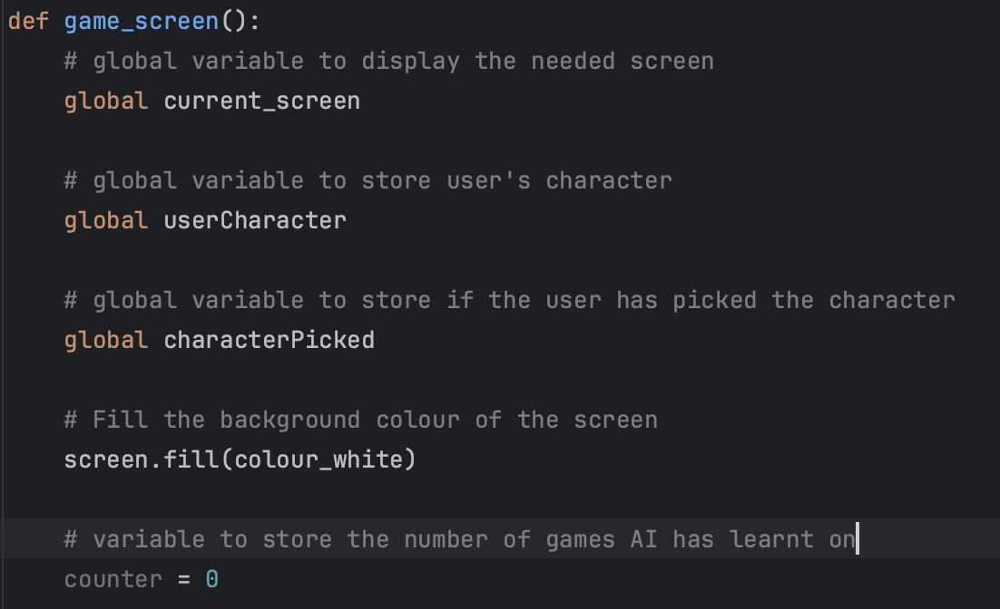 def game_screen():
    # global variable to display the needed screen
    global current_screen

    # global variable to store user's character
    global userCharacter

    # global variable to store if the user has picked the character
    global characterPicked

    # Fill the background colour of the screen
    screen.fill(colour_white)

    # variable to store the number of games AI has learnt on
    counter = 0